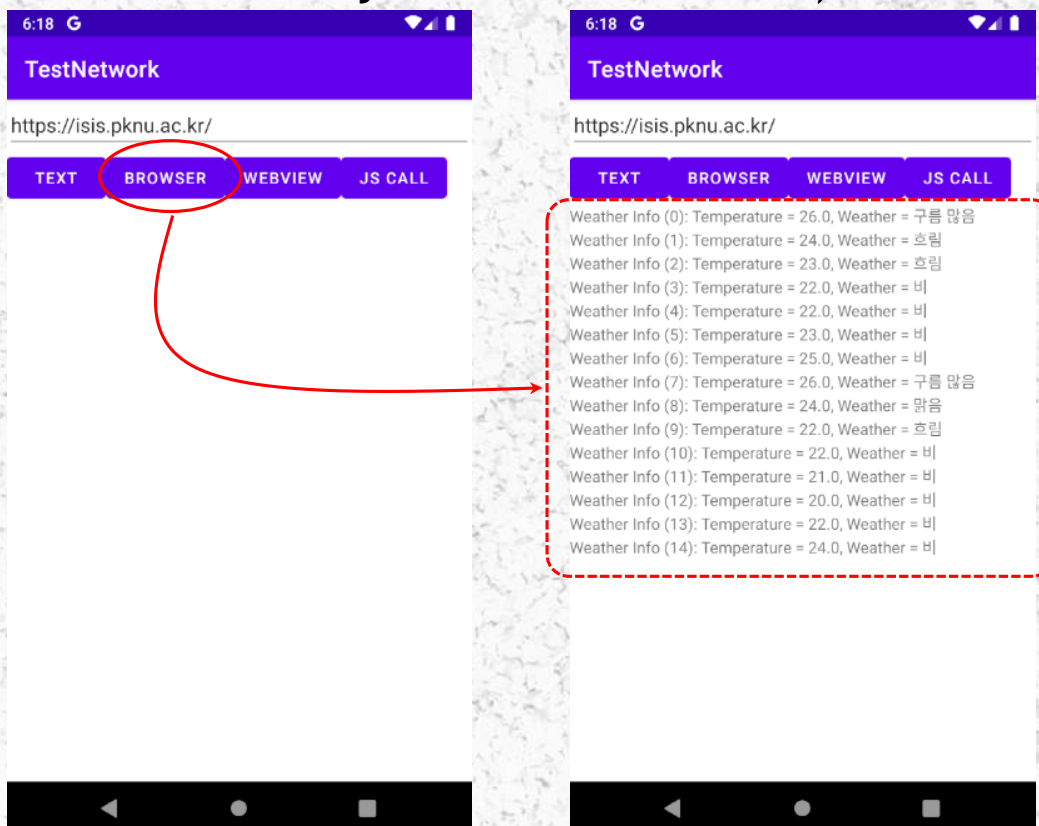 6:18 G
TestNetwork
https://isis.pknu.ac.kr/
TEXT BROWSER WEBVIEW JS CALL
6:18 G
TestNetwork
https://isis.pknu.ac.kr/
TEXT BROWSER WEBVIEW JS CALL
Weather Info (0): Temperature = 26.0, Weather = 구름 많음
Weather Info (1): Temperature = 24.0, Weather = 흐림
Weather Info (2): Temperature = 23.0, Weather = 흐림
Weather Info (3): Temperature = 22.0, Weather = 비
Weather Info (4): Temperature = 22.0, Weather = 비
Weather Info (5): Temperature = 23.0, Weather = 비
Weather Info (6): Temperature = 25.0, Weather = 비
Weather Info (7): Temperature = 26.0, Weather = 구름 많음
Weather Info (8): Temperature = 24.0, Weather = 맑음
Weather Info (9): Temperature = 22.0, Weather = 흐림
Weather Info (10): Temperature = 22.0, Weather = 비
Weather Info (11): Temperature = 21.0, Weather = 비
Weather Info (12): Temperature = 20.0, Weather = 비
Weather Info (13): Temperature = 22.0, Weather = 비
Weather Info (14): Temperature = 24.0, Weather = 비